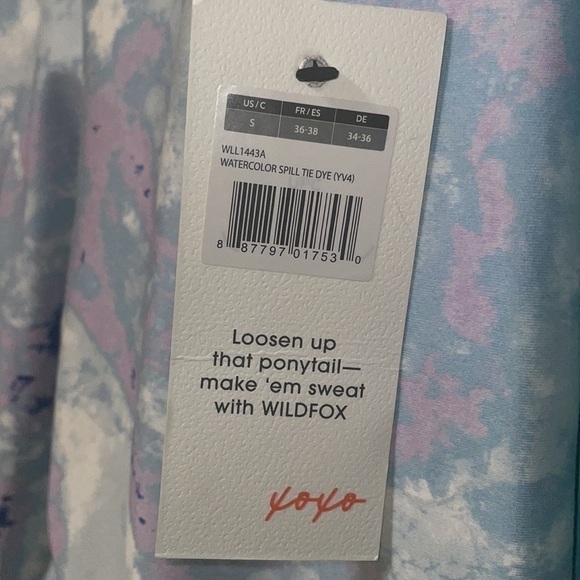 US / C FR / ES DE
S 36-38 34-36
WLL1443A
WATERCOLOR SPILL TIE DYE (YV4)
8 87797 01753 0
Loosen up
that ponytail—
make 'em sweat
with WILDFOX
xoxo